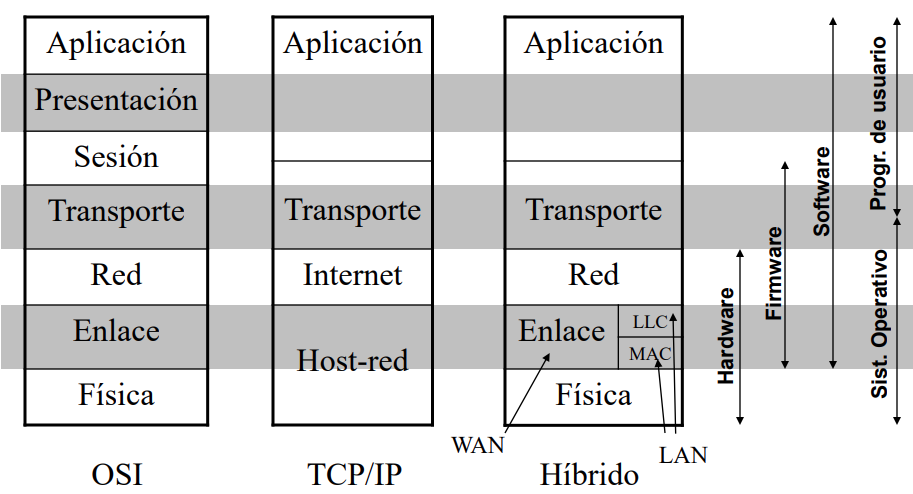 Aplicación
Presentación
Sesión
Transporte
Red
Enlace
Física
OSI
Aplicación
Transporte
Internet
Host-red
TCP/IP
Aplicación
Transporte
Red
Enlace
LLC
MAC
Física
WAN
LAN
Híbrido
Hardware
Firmware
Software
Progr. de usuario
Sist. Operativo